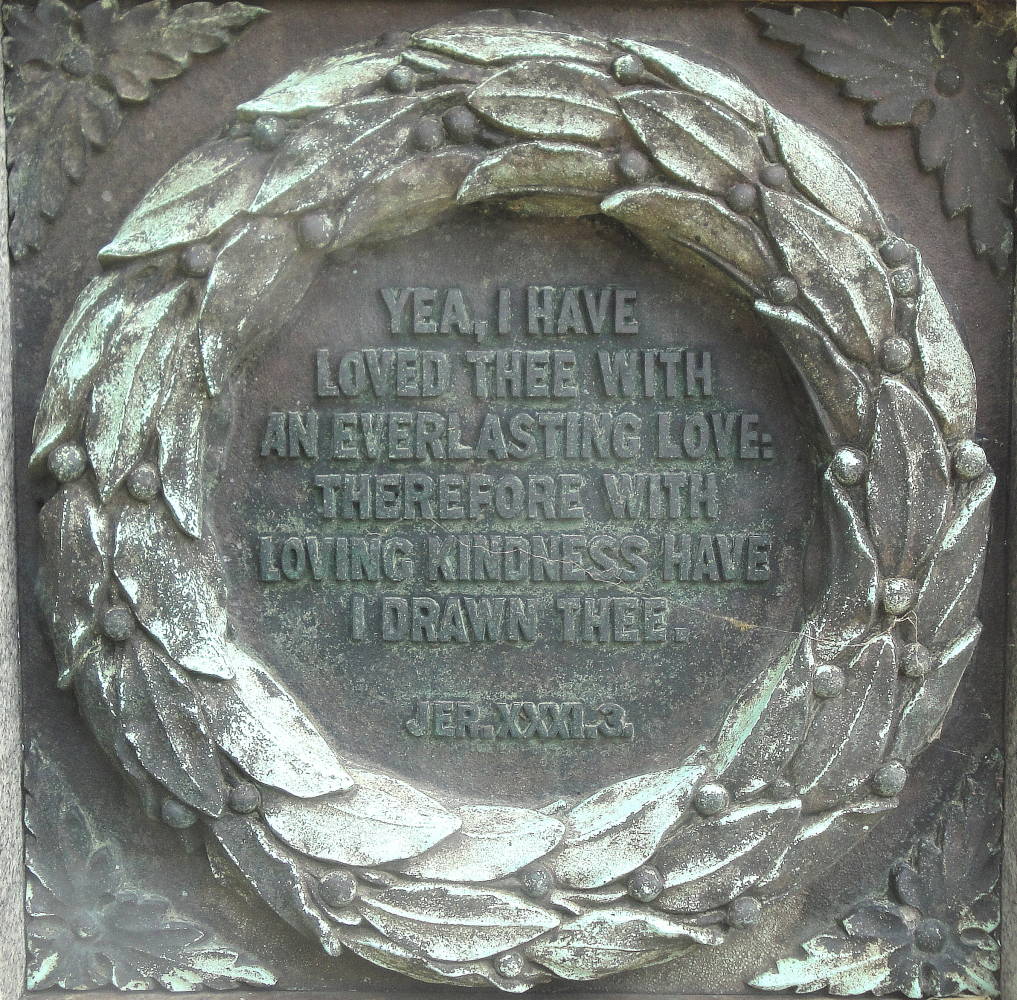 YEA, I HAVE
LOVED THEE WITH
AN EVERLASTING LOVE:
THEREFORE WITH
LOVING KINDNESS HAVE
I DRAWN THEE.
JER. XXXI.3.